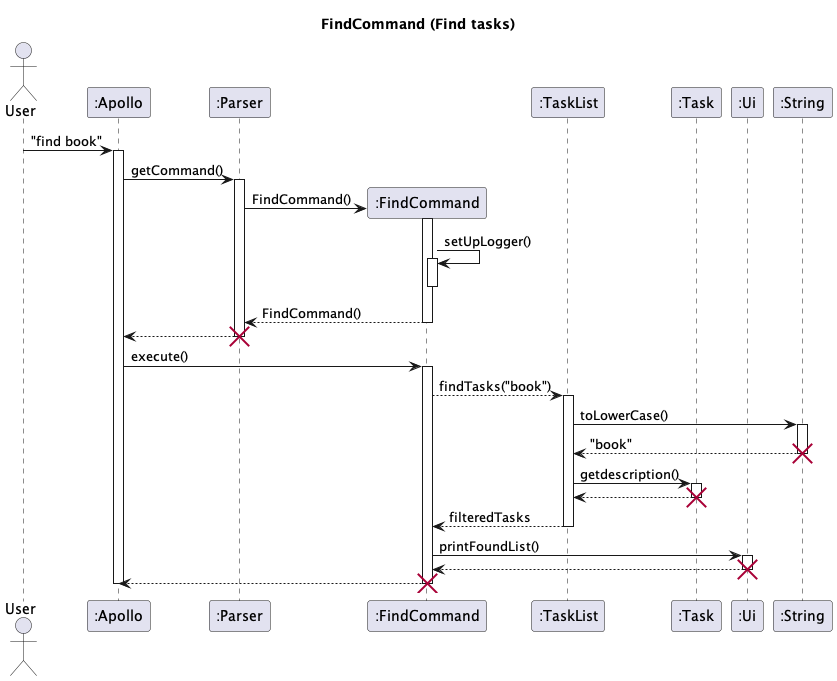 FindCommand (Find tasks)
User
:Apollo
:Parser
:TaskList
:Task
:Ui
:String
"find book"
getCommand()
FindCommand()
:FindCommand
setUpLogger()
FindCommand()
execute()
findTasks("book")
toLowerCase()
"book"
getdescription()
filteredTasks
printFoundList()
User
:Apollo
:Parser
:FindCommand
:TaskList
:Task
:Ui
:String